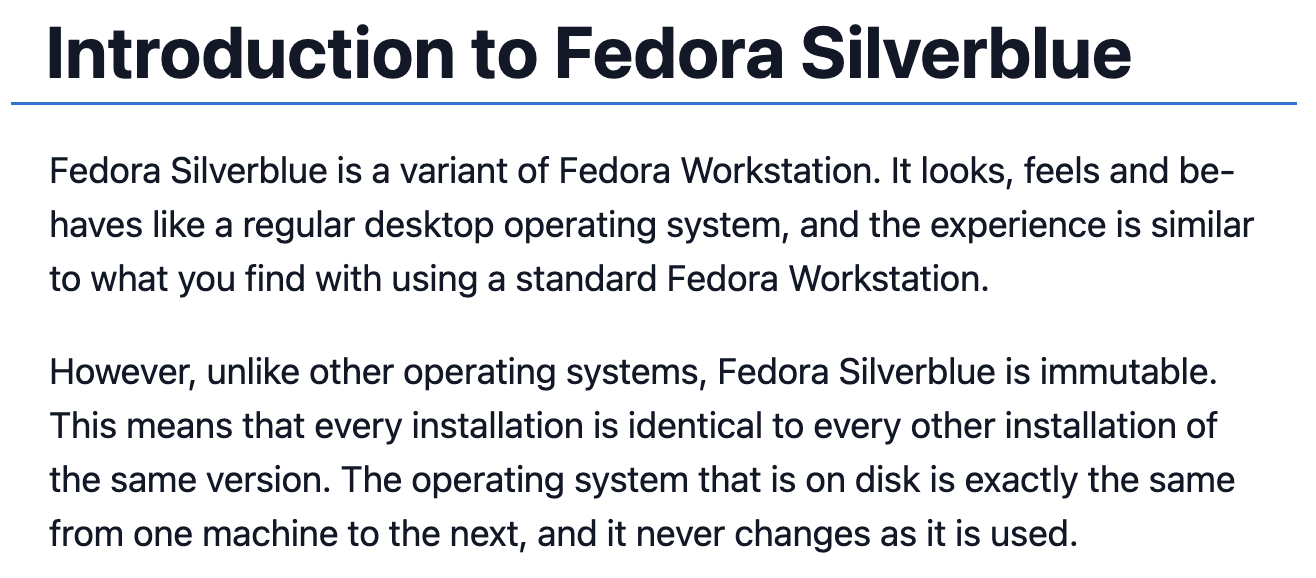 Introduction to Fedora Silverblue
Fedora Silverblue is a variant of Fedora Workstation. It looks, feels and be-
haves like a regular desktop operating system, and the experience is similar
to what you find with using a standard Fedora Workstation.
However, unlike other operating systems, Fedora Silverblue is immutable.
This means that every installation is identical to every other installation of
the same version. The operating system that is on disk is exactly the same
from one machine to the next, and it never changes as it is used.